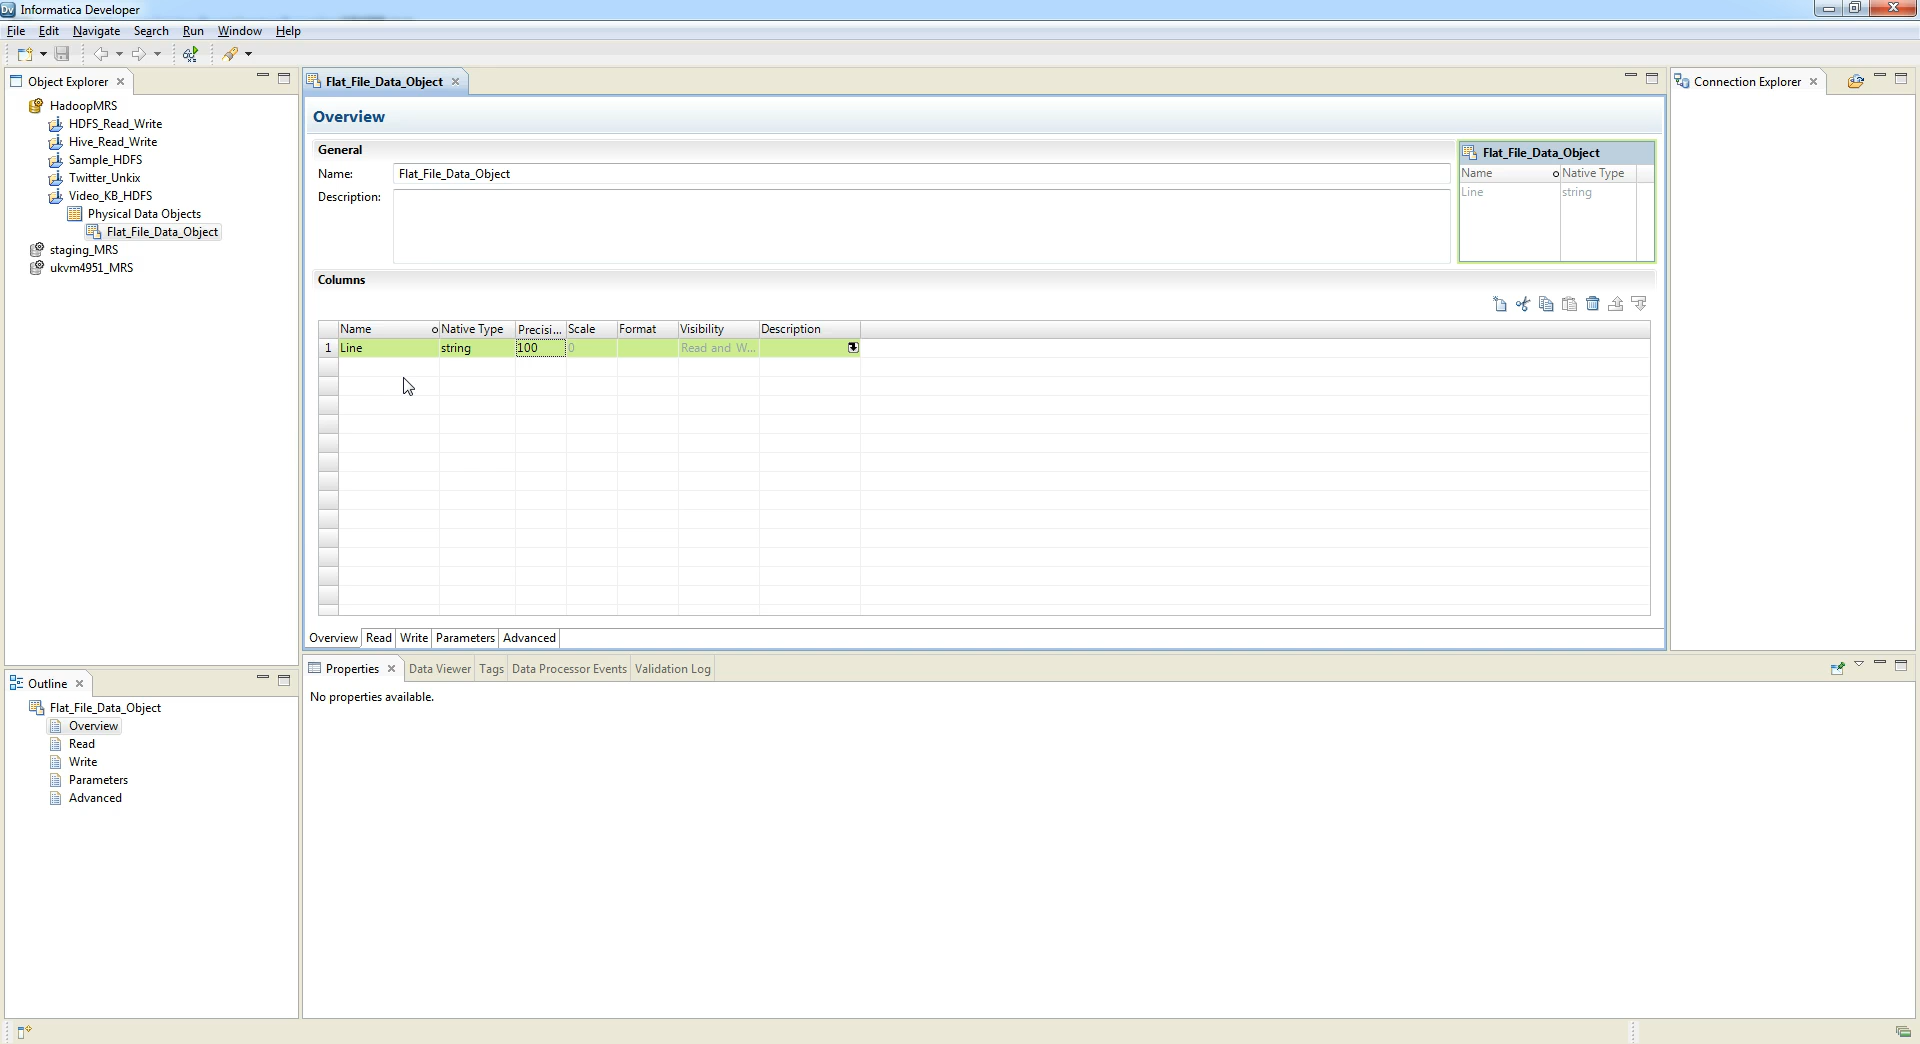 Informatica Developer
File Edit Navigate Search Run Window Help
Object Explorer
HadoopMRS
HDFS_Read_Write
Hive_Read_Write
Sample_HDFS
Twitter_Unkix
Video_KB_HDFS
Physical Data Objects
Flat_File_Data_Object
staging_MRS
ukvm4951_MRS
Flat_File_Data_Object
Overview
General
Name: Flat_File_Data_Object
Description:
Flat_File_Data_Object
Name Native Type
Line string
Columns
Name Native Type Precisi... Scale Format Visibility Description
1 Line string 100 0 Read and W...
Overview Read Write Parameters Advanced
Connection Explorer
Outline
Flat_File_Data_Object
Overview
Read
Write
Parameters
Advanced
Properties Data Viewer Tags Data Processor Events Validation Log
No properties available.